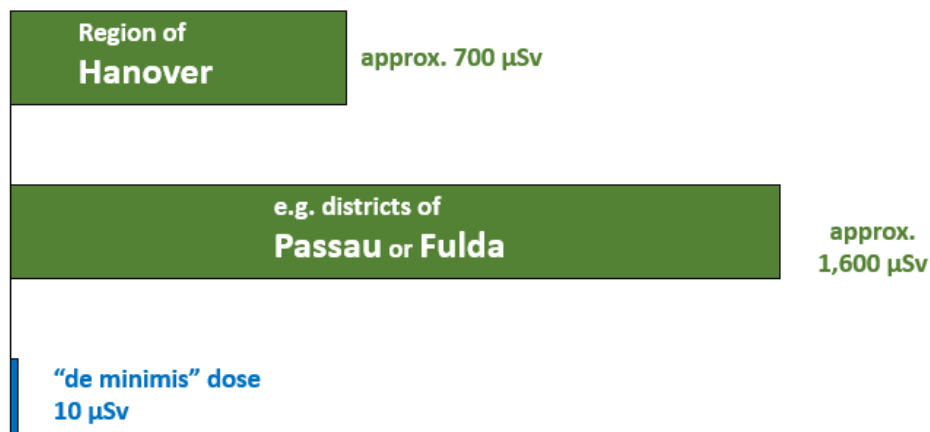 Region of
Hanover
approx. 700 µSv
e.g. districts of
Passau or Fulda
approx.
1,600 µSv
“de minimis” dose
10 µSv